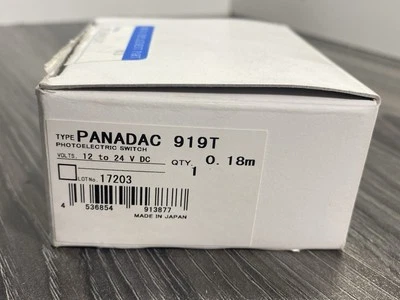 TYPE PANADAC 919T
PHOTOELECTRIC SWITCH
VOLTS. 12 to 24 V DC QTY. 0.18m
1
LOT No. 17203
4 536854 913877
MADE IN JAPAN